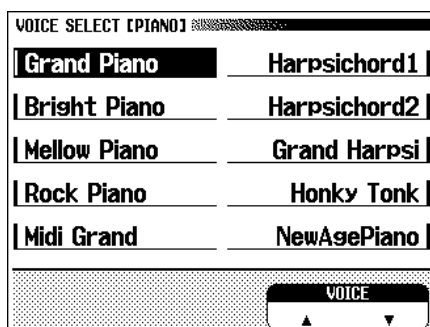 VOICE SELECT [PIANO]
Grand Piano
Harpsichord1
Bright Piano
Harpsichord2
Mellow Piano
Grand Harpsi
Rock Piano
Honky Tonk
Midi Grand
NewAgePiano
VOICE
▲ ▼